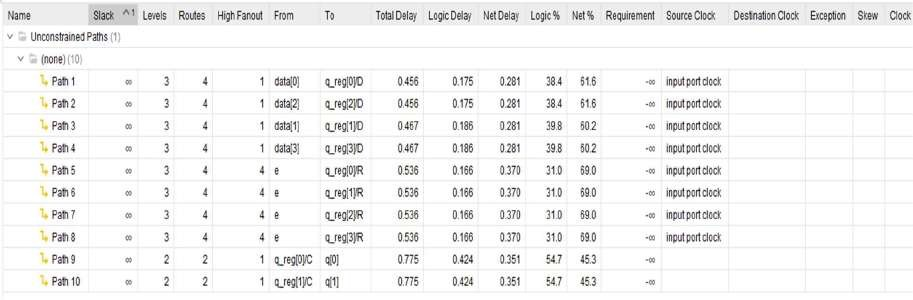 Name Slack ^1 Levels Routes High Fanout From To Total Delay Logic Delay Net Delay Logic % Net % Requirement Source Clock Destination Clock Exception Skew Clock
Unconstrained Paths (1)
(none) (10)
Path 1 ∞ 3 4 1 data[0] q_reg[0]/D 0.456 0.175 0.281 38.4 61.6 -∞ input port clock
Path 2 ∞ 3 4 1 data[2] q_reg[2]/D 0.456 0.175 0.281 38.4 61.6 -∞ input port clock
Path 3 ∞ 3 4 1 data[1] q_reg[1]/D 0.467 0.186 0.281 39.8 60.2 -∞ input port clock
Path 4 ∞ 3 4 1 data[3] q_reg[3]/D 0.467 0.186 0.281 39.8 60.2 -∞ input port clock
Path 5 ∞ 3 4 4 e q_reg[0]/R 0.536 0.166 0.370 31.0 69.0 -∞ input port clock
Path 6 ∞ 3 4 4 e q_reg[1]/R 0.536 0.166 0.370 31.0 69.0 -∞ input port clock
Path 7 ∞ 3 4 4 e q_reg[2]/R 0.536 0.166 0.370 31.0 69.0 -∞ input port clock
Path 8 ∞ 3 4 4 e q_reg[3]/R 0.536 0.166 0.370 31.0 69.0 -∞ input port clock
Path 9 ∞ 2 2 1 q_reg[0]/C q[0] 0.775 0.424 0.351 54.7 45.3 -∞
Path 10 ∞ 2 2 1 q_reg[1]/C q[1] 0.775 0.424 0.351 54.7 45.3 -∞